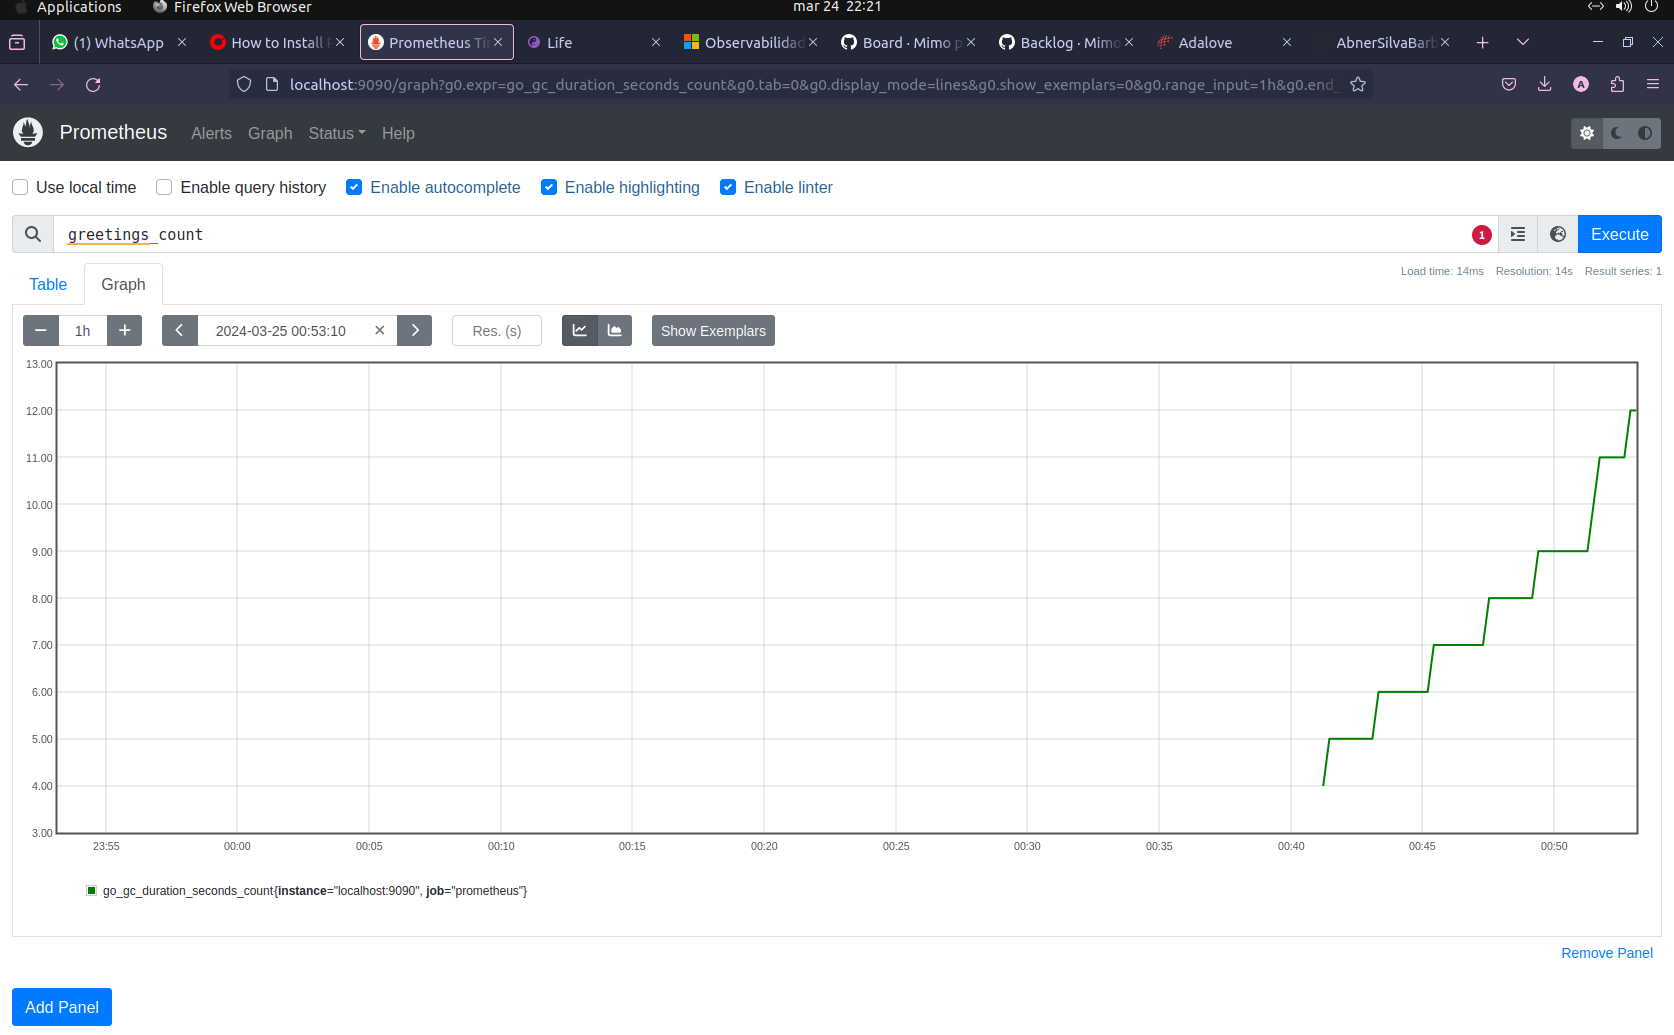 Applications Firefox Web Browser mar 24 22:21
(1) WhatsApp How to Install Prometheus Ti Life Observabilidad Board · Mimo p Backlog · Mimo Adalove AbnerSilvaBarb
localhost:9090/graph?g0.expr=go_gc_duration_seconds_count&g0.tab=0&g0.display_mode=lines&g0.show_exemplars=0&g0.range_input=1h&g0.end_
A
Prometheus Alerts Graph Status Help
Use local time Enable query history Enable autocomplete Enable highlighting Enable linter
greetings_count 1 Execute
Load time: 14ms Resolution: 14s Result series: 1
Table Graph
1h 2024-03-25 00:53:10 Res. (s) Show Exemplars
13.00
12.00
11.00
10.00
9.00
8.00
7.00
6.00
5.00
4.00
3.00
23:55 00:00 00:05 00:10 00:15 00:20 00:25 00:30 00:35 00:40 00:45 00:50
go_gc_duration_seconds_count{instance="localhost:9090", job="prometheus"}
Remove Panel
Add Panel